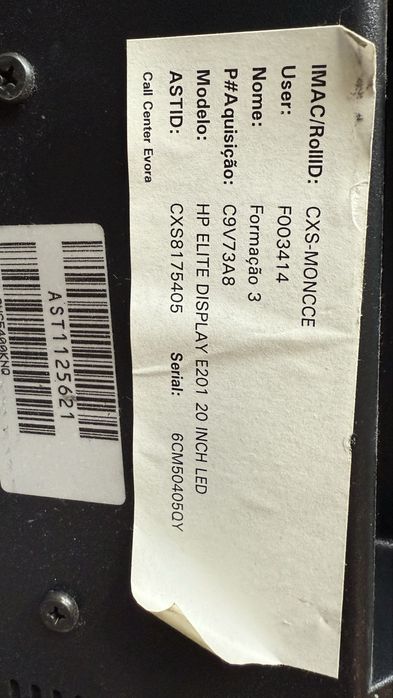 IMAC/RollID: CXS-MONCCE
User: F003414
Nome: Formação 3
P#Aquisição: C9V73A8
Modelo: HP ELITE DISPLAY E201 20 INCH LED
ASTID: CXS8175405 Serial: 6CM50405QY
Call Center Evora
AST1125621